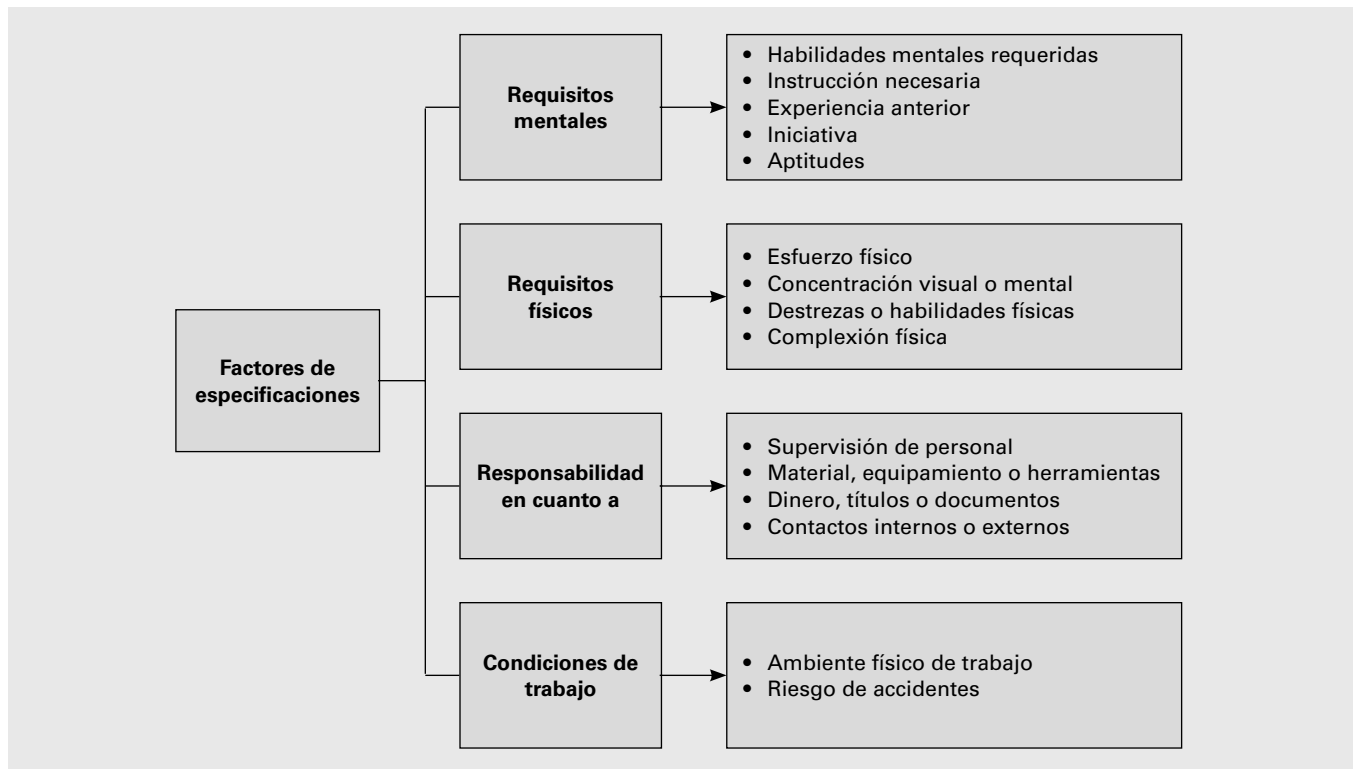 Requisitos
mentales
• Habilidades mentales requeridas
• Instrucción necesaria
• Experiencia anterior
• Iniciativa
• Aptitudes
Requisitos
físicos
• Esfuerzo físico
• Concentración visual o mental
• Destrezas o habilidades físicas
• Complexión física
Factores de
especificaciones
Responsabilidad
en cuanto a
• Supervisión de personal
• Material, equipamiento o herramientas
• Dinero, títulos o documentos
• Contactos internos o externos
Condiciones de
trabajo
• Ambiente físico de trabajo
• Riesgo de accidentes